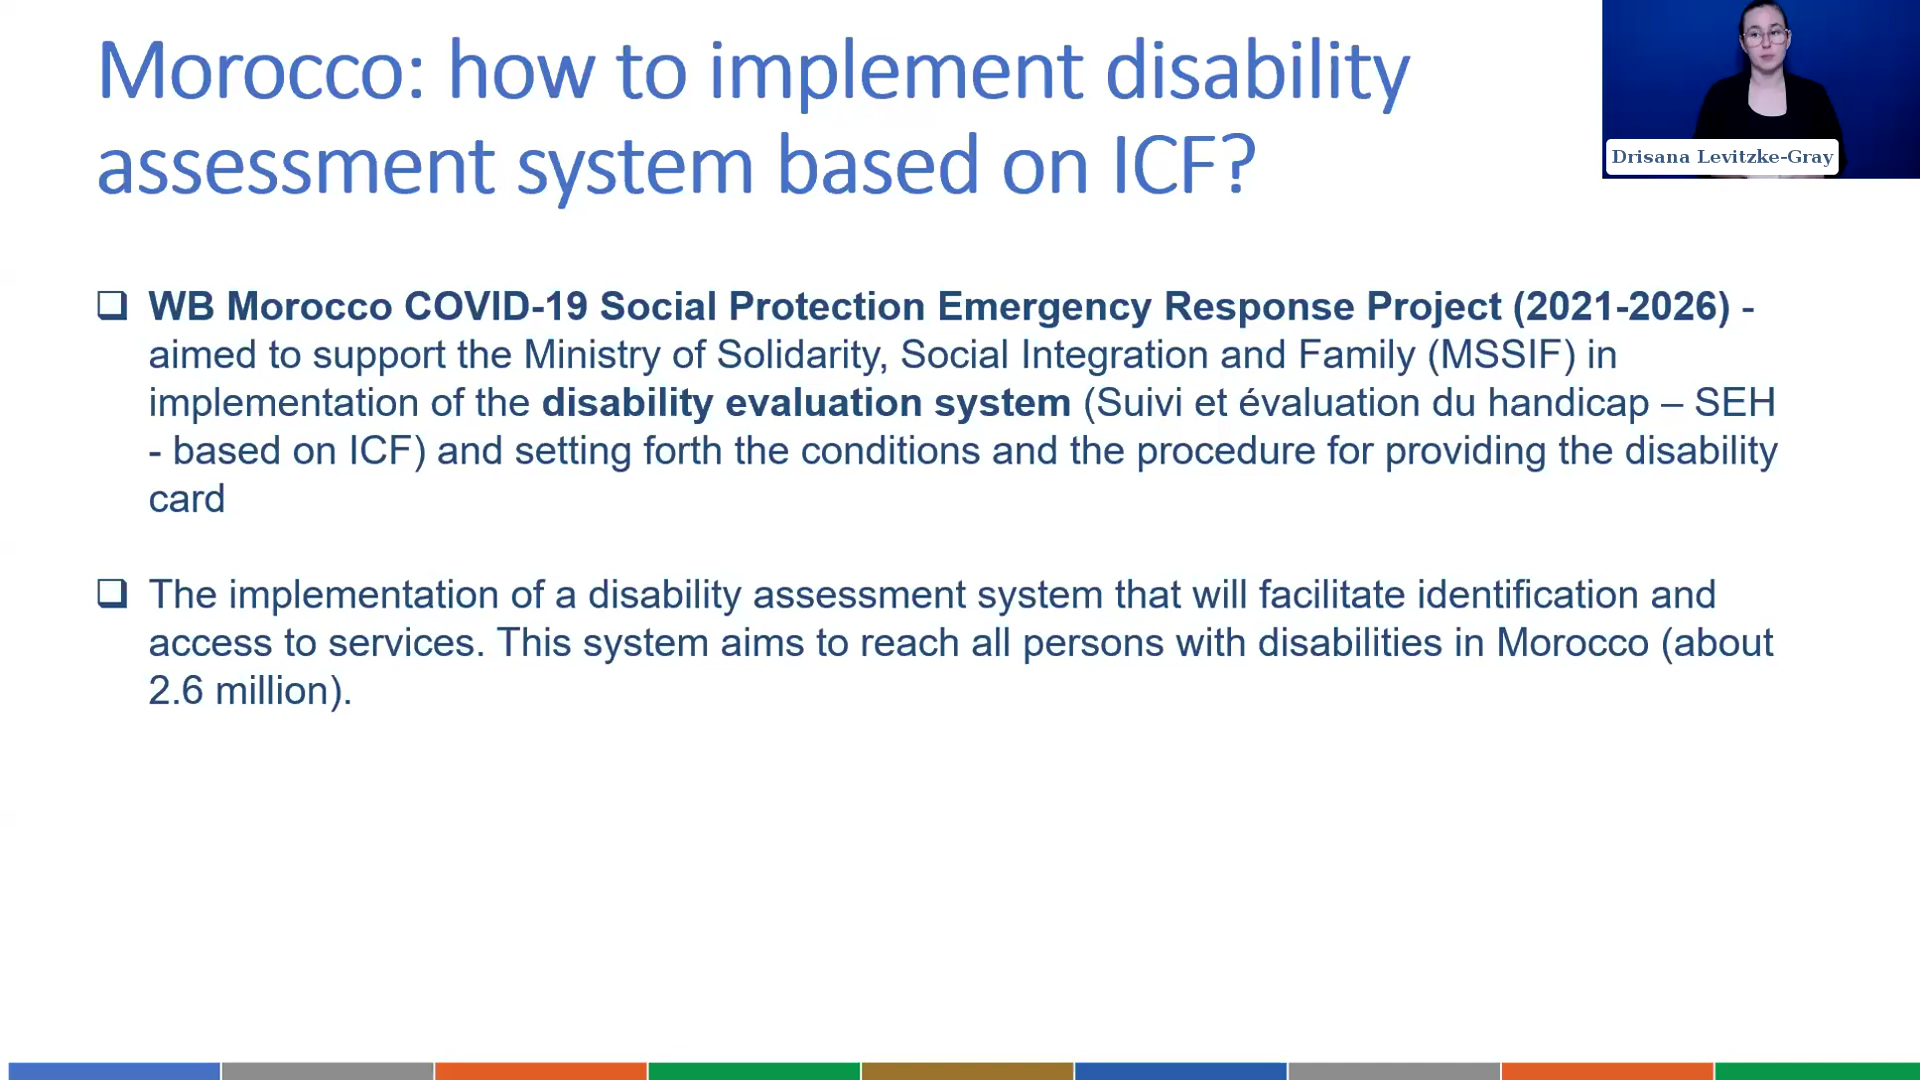 Morocco: how to implement disability
assessment system based on ICF?
Drisana Levitzke-Gray
❑ WB Morocco COVID-19 Social Protection Emergency Response Project (2021-2026) -
aimed to support the Ministry of Solidarity, Social Integration and Family (MSSIF) in
implementation of the disability evaluation system (Suivi et évaluation du handicap – SEH
- based on ICF) and setting forth the conditions and the procedure for providing the disability
card
❑ The implementation of a disability assessment system that will facilitate identification and
access to services. This system aims to reach all persons with disabilities in Morocco (about
2.6 million).